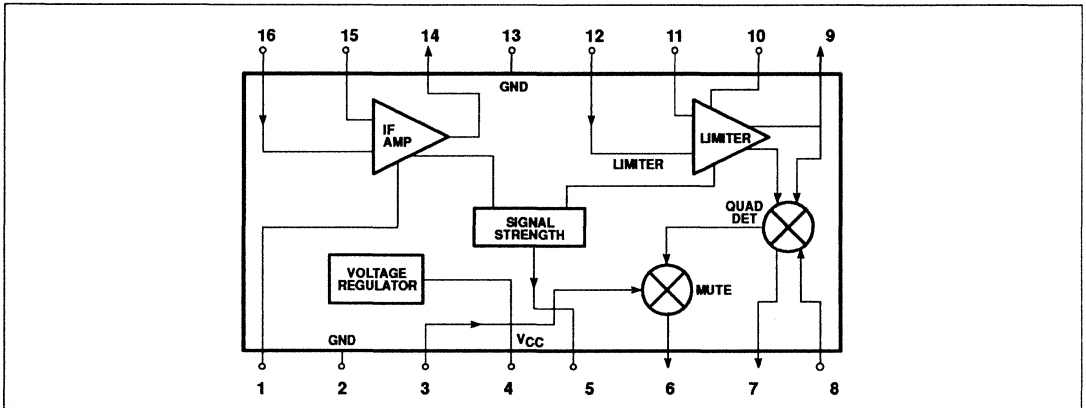 16 15 14 13 12 11 10 9
GND
IF
AMP
LIMITER
LIMITER
QUAD
DET
SIGNAL
STRENGTH
VOLTAGE
REGULATOR
MUTE
GND
VCC
1 2 3 4 5 6 7 8